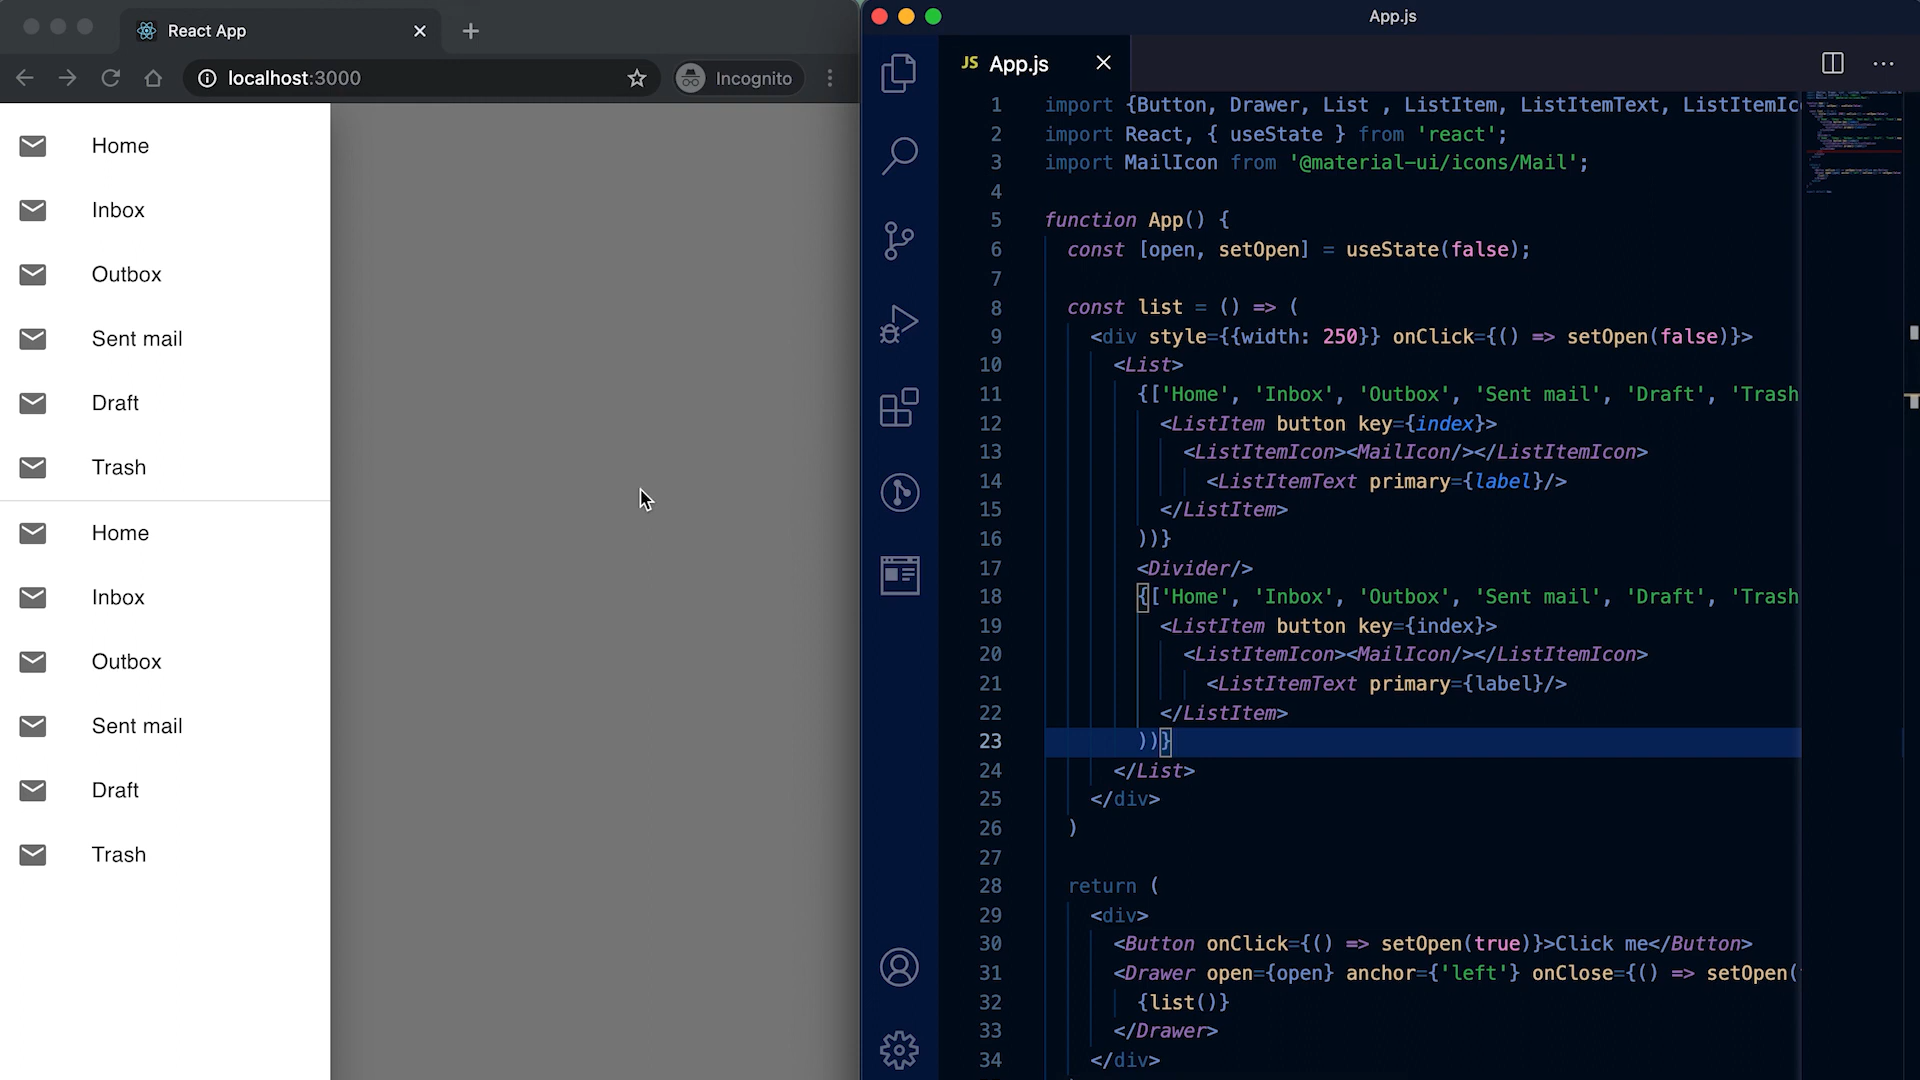 React App
localhost:3000
Incognito
Home
Inbox
Outbox
Sent mail
Draft
Trash
Home
Inbox
Outbox
Sent mail
Draft
Trash
App.js
JS App.js
1 import {Button, Drawer, List , ListItem, ListItemText, ListItemIc
2 import React, { useState } from 'react';
3 import MailIcon from '@material-ui/icons/Mail';
4
5 function App() {
6 const [open, setOpen] = useState(false);
7
8 const list = () => (
9 <div style={{width: 250}} onClick={() => setOpen(false)}>
10 <List>
11 {['Home', 'Inbox', 'Outbox', 'Sent mail', 'Draft', 'Trash
12 <ListItem button key={index}>
13 <ListItemIcon><MailIcon/></ListItemIcon>
14 <ListItemText primary={label}/>
15 </ListItem>
16 ))}
17 <Divider/>
18 {['Home', 'Inbox', 'Outbox', 'Sent mail', 'Draft', 'Trash
19 <ListItem button key={index}>
20 <ListItemIcon><MailIcon/></ListItemIcon>
21 <ListItemText primary={label}/>
22 </ListItem>
23 ))}
24 </List>
25 </div>
26 )
27
28 return (
29 <div>
30 <Button onClick={() => setOpen(true)}>Click me</Button>
31 <Drawer open={open} anchor={'left'} onClose={() => setOpen(
32 {list()}
33 </Drawer>
34 </div>